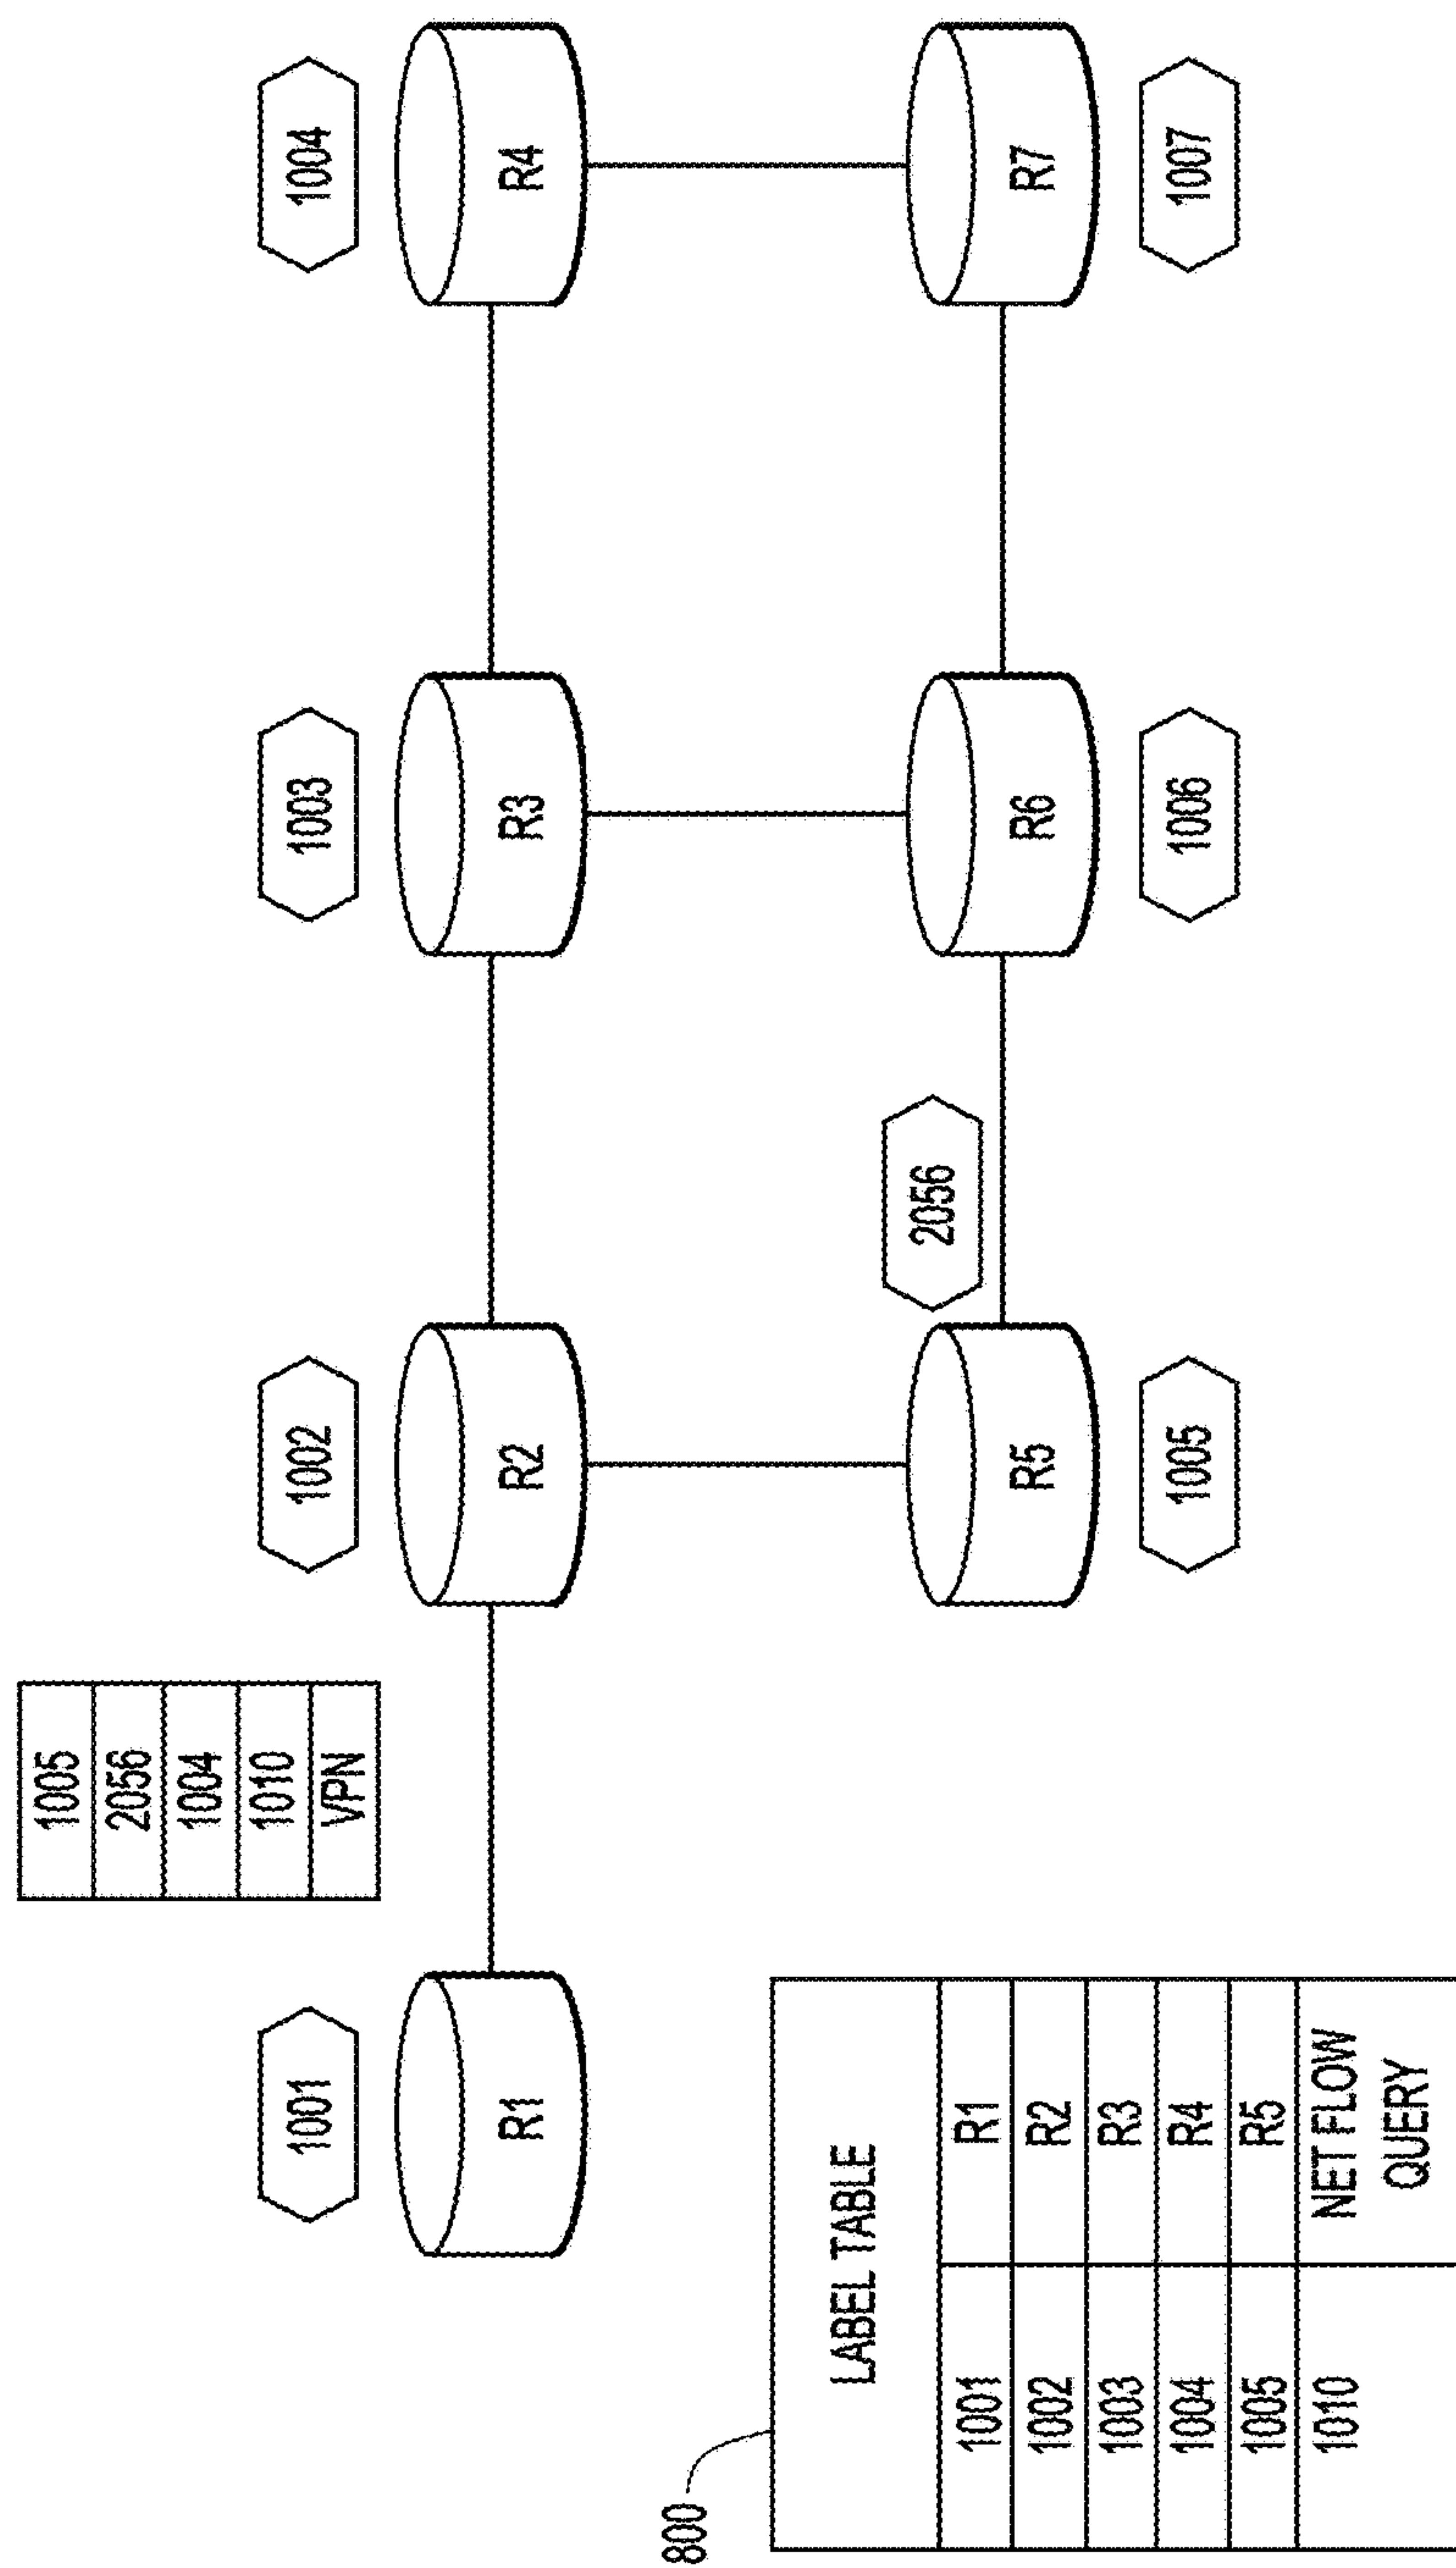 1005
2056
1004
1010
VPN
1001
1002
1003
1004
R1
R2
R3
R4
2056
R5
R6
R7
1005
1006
1007
800
LABEL TABLE
1001 R1
1002 R2
1003 R3
1004 R4
1005 R5
1010 NET FLOW
QUERY